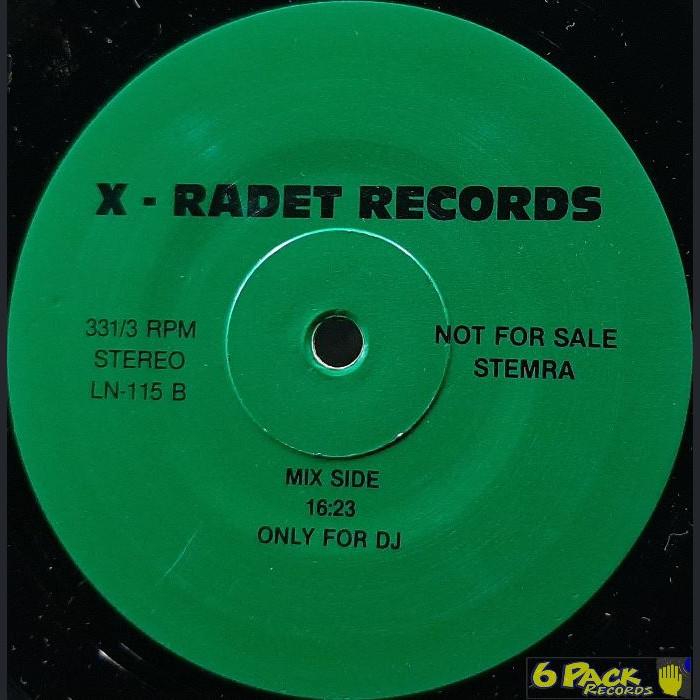 X - RADET RECORDS
331/3 RPM
STEREO
LN-115 B
NOT FOR SALE
STEMRA
MIX SIDE
16:23
ONLY FOR DJ
6 PACK
RECORDS